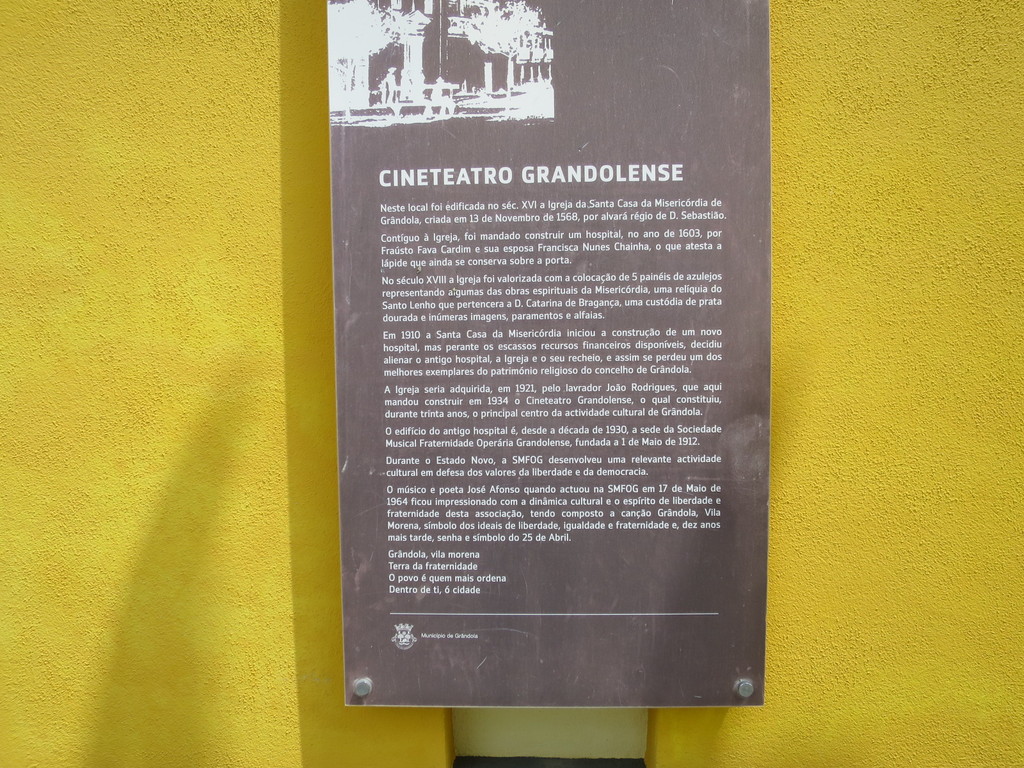 CINETEATRO GRANDOLENSE
Neste local foi edificada no séc. XVI a Igreja da Santa Casa da Misericórdia de
Grândola, criada em 13 de Novembro de 1568, por alvará régio de D. Sebastião.
Contíguo à Igreja, foi mandado construir um hospital, no ano de 1603, por
Fraústo Fava Cardim e sua esposa Francisca Nunes Chainha, o que atesta a
lápide que ainda se conserva sobre a porta.
No século XVIII a Igreja foi valorizada com a colocação de 5 painéis de azulejos
representando algumas das obras espirituais da Misericórdia, uma relíquia do
Santo Lenho que pertencera a D. Catarina de Bragança, uma custódia de prata
dourada e inúmeras imagens, paramentos e alfaias.
Em 1910 a Santa Casa da Misericórdia iniciou a construção de um novo
hospital, mas perante os escassos recursos financeiros disponíveis, decidiu
alienar o antigo hospital, a Igreja e o seu recheio, e assim se perdeu um dos
melhores exemplares do património religioso do concelho de Grândola.
A Igreja seria adquirida, em 1921, pelo lavrador João Rodrigues, que aqui
mandou construir em 1934 o Cineteatro Grandolense, o qual constituiu,
durante trinta anos, o principal centro da actividade cultural de Grândola.
O edifício do antigo hospital é, desde a década de 1930, a sede da Sociedade
Musical Fraternidade Operária Grandolense, fundada a 1 de Maio de 1912.
Durante o Estado Novo, a SMFOG desenvolveu uma relevante actividade
cultural em defesa dos valores da liberdade e da democracia.
O músico e poeta José Afonso quando actuou na SMFOG em 17 de Maio de
1964 ficou impressionado com a dinâmica cultural e o espírito de liberdade e
fraternidade desta associação, tendo composto a canção Grândola, Vila
Morena, símbolo dos ideais de liberdade, igualdade e fraternidade e, dez anos
mais tarde, senha e símbolo do 25 de Abril.
Grândola, vila morena
Terra da fraternidade
O povo é quem mais ordena
Dentro de ti, ó cidade
Município de Grândola